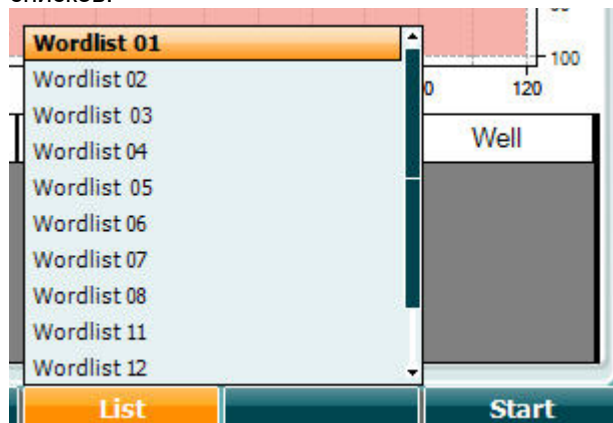 списков.
Wordlist 01
Wordlist 02
Wordlist 03
Wordlist 04
Wordlist 05
Wordlist 06
Wordlist 07
Wordlist 08
Wordlist 11
Wordlist 12
100
120
Well
List
Start